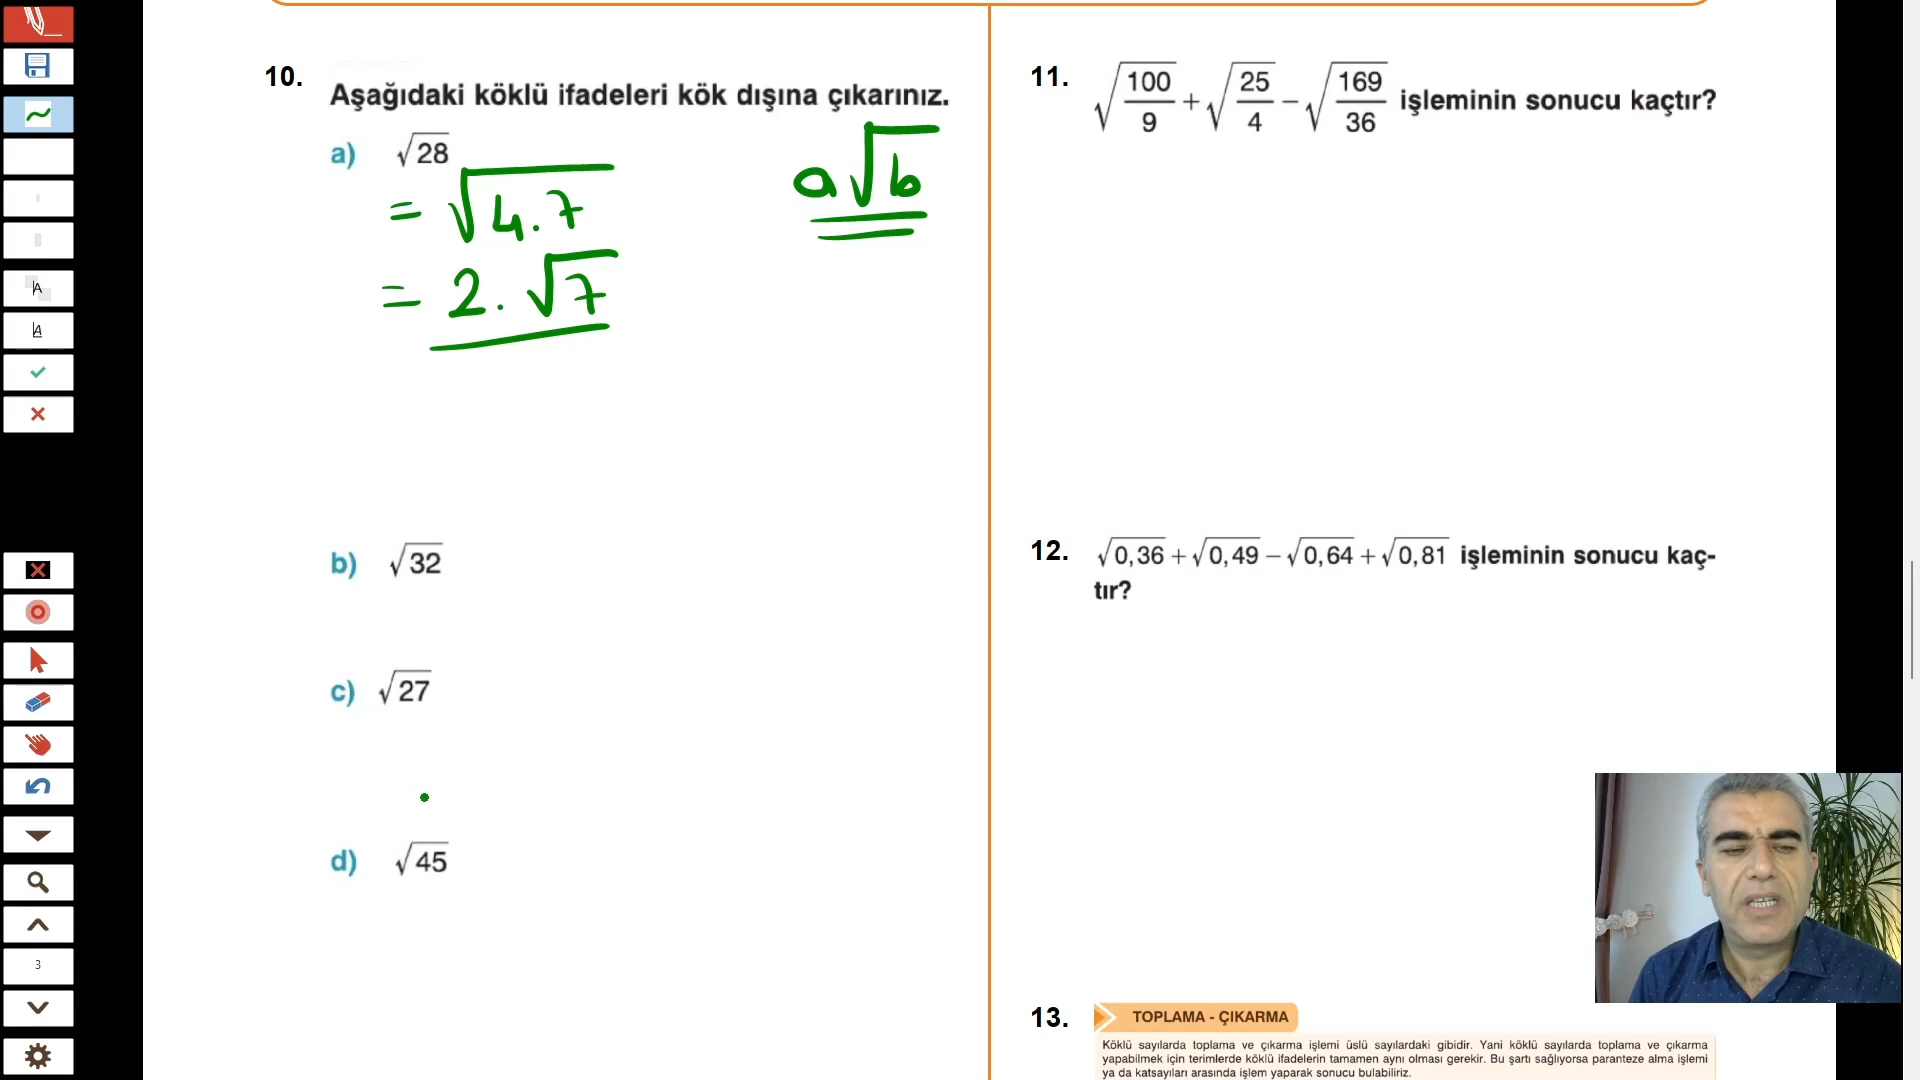 10.
Aşağıdaki köklü ifadeleri kök dışına çıkarınız.
a) √28
= √4.7
= 2.√7
a√b
b) √32
c) √27
d) √45
11. √(100/9) + √(25/4) − √(169/36) işleminin sonucu kaçtır?
12. √0,36 + √0,49 − √0,64 + √0,81 işleminin sonucu kaç-
tır?
13. TOPLAMA - ÇIKARMA
Köklü sayılarda toplama ve çıkarma işlemi üslü sayılardaki gibidir. Yani köklü sayılarda toplama ve çıkarma
yapabilmek için terimlerde köklü ifadelerin tamamen aynı olması gerekir. Bu şartı sağlıyorsa paranteze alma işlemi
ya da katsayıları arasında işlem yaparak sonucu bulabiliriz.
A
A
3